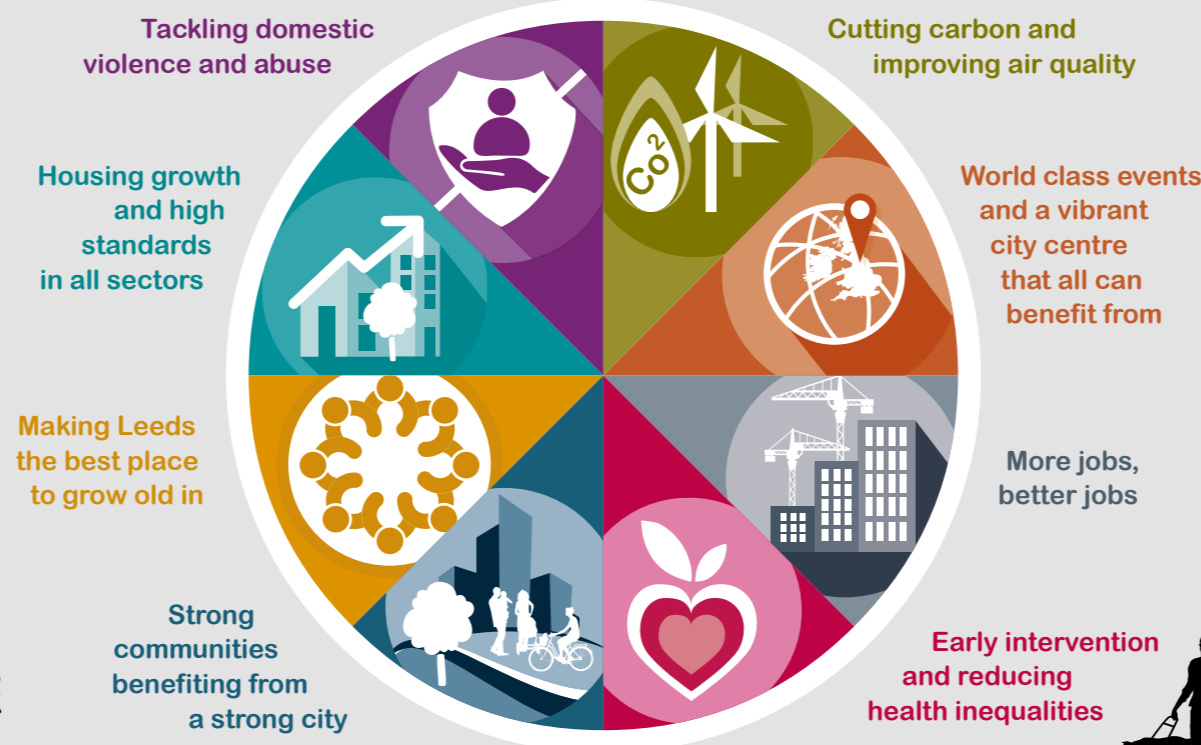 Tackling domestic
violence and abuse
Cutting carbon and
improving air quality
Co2
Housing growth
and high
standards
in all sectors
World class events
and a vibrant
city centre
that all can
benefit from
Making Leeds
the best place
to grow old in
More jobs,
better jobs
Strong
communities
benefiting from
a strong city
Early intervention
and reducing
health inequalities